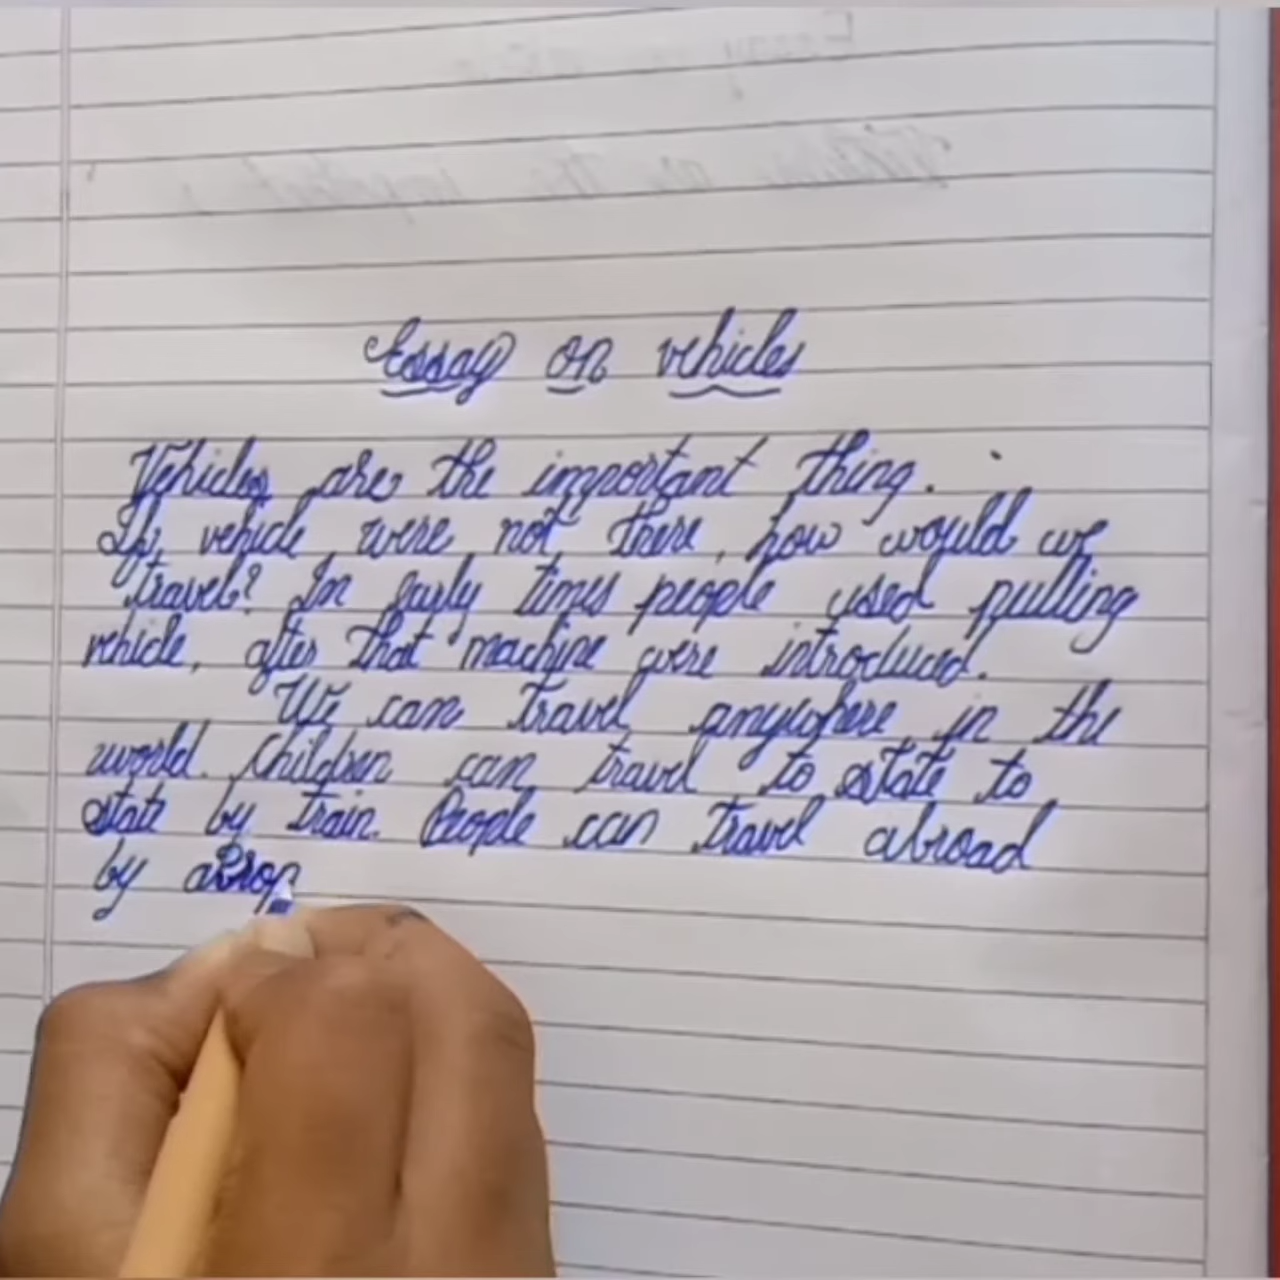 Essay on vehicles
Vehicles are the important thing.
If vehicle were not there, how would we
travel? In early times people used pulling
vehicle, after that machine were introduced.
We can travel anywhere in the
world. Children can travel to state to
state by train. People can travel abroad
by aerop